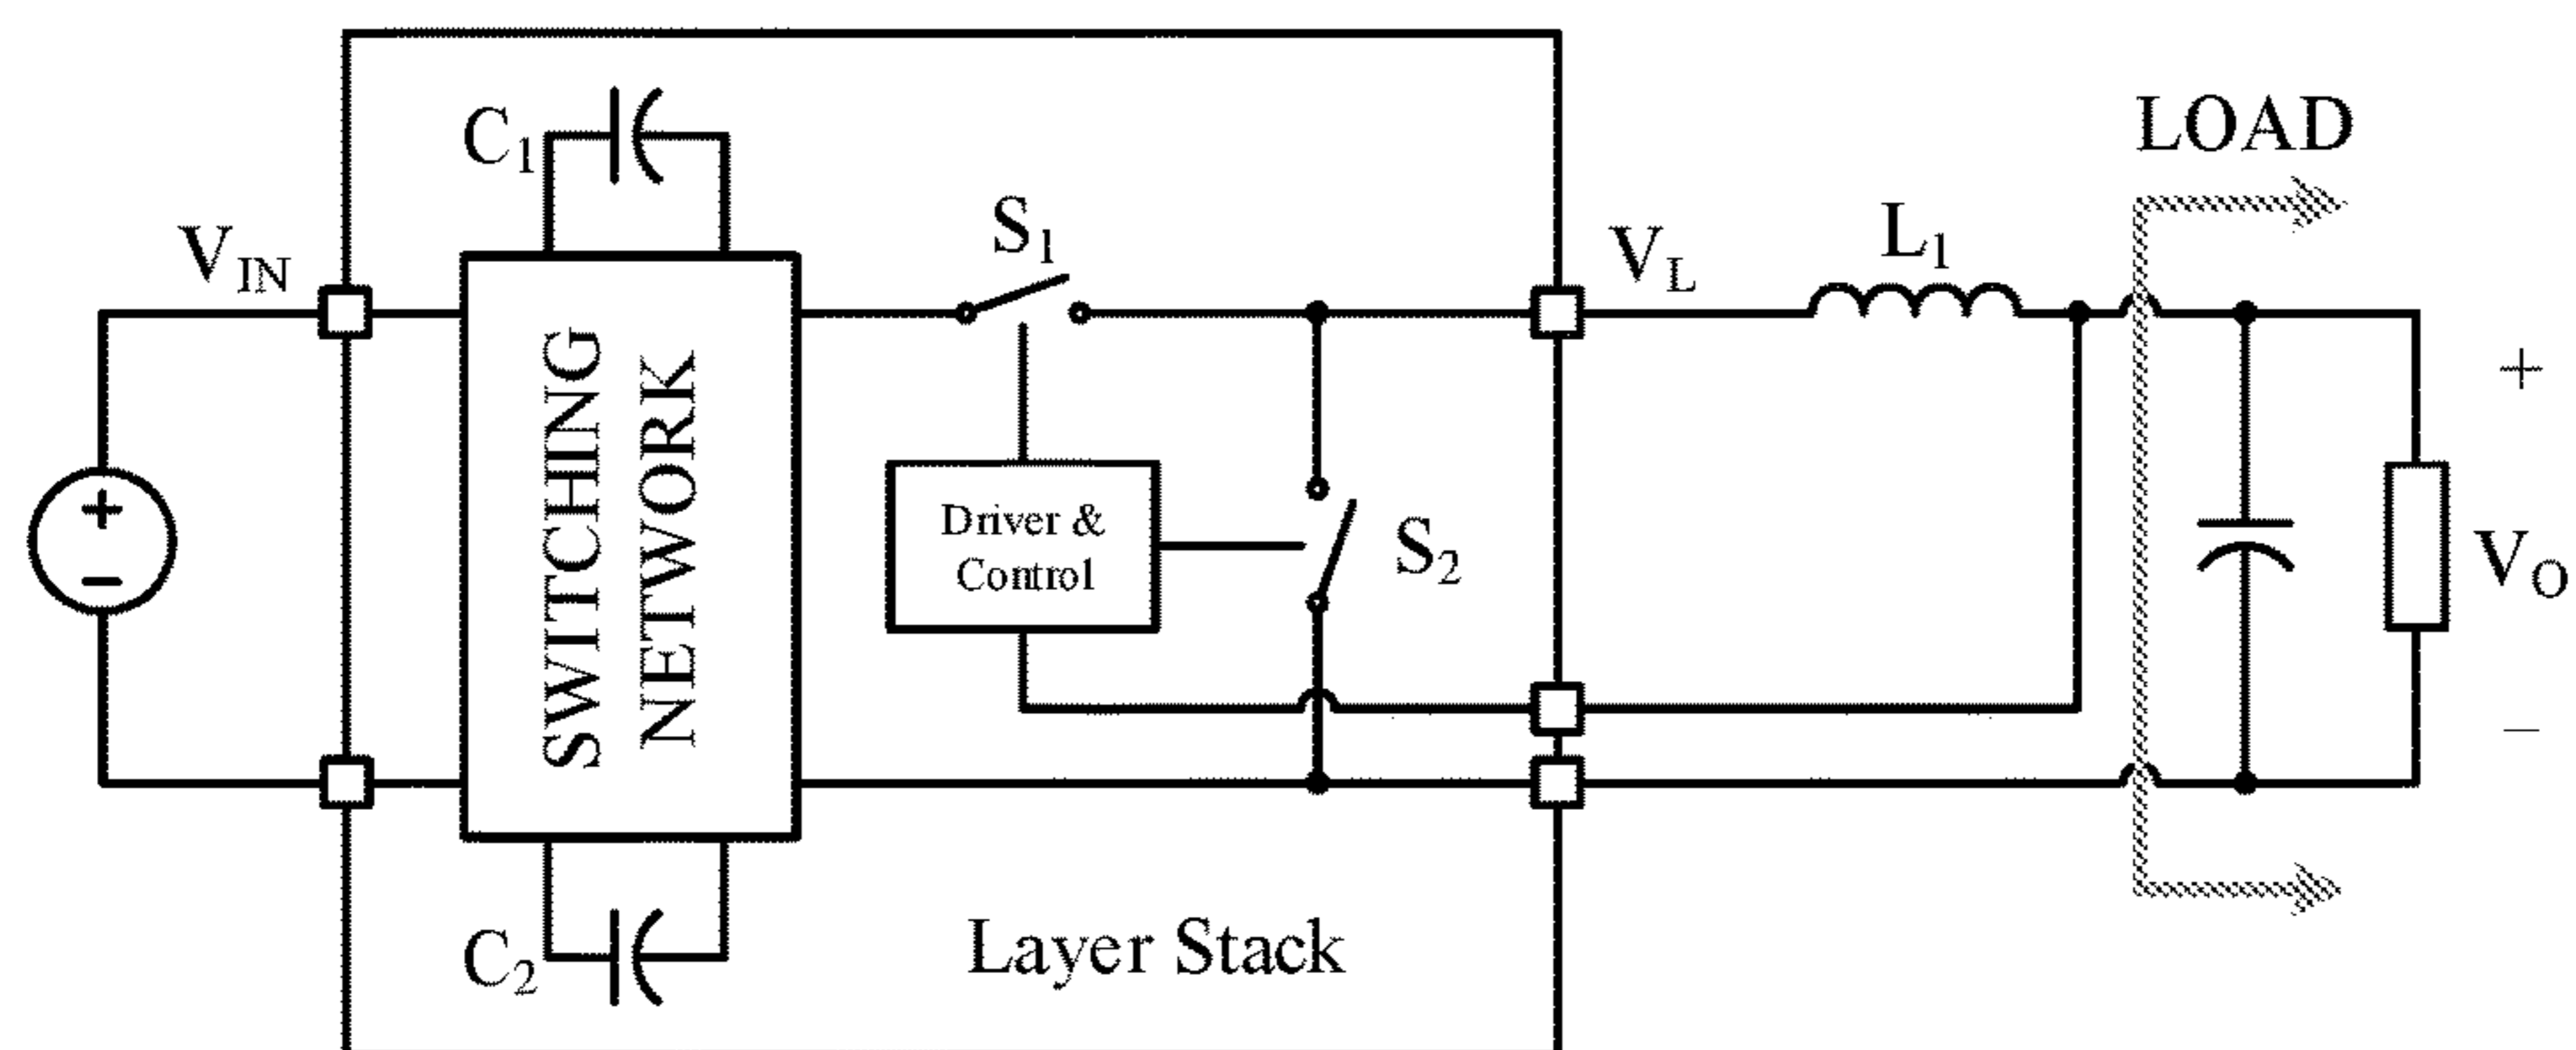 C1
LOAD
VIN
S1
VL
L1
SWITCHING
NETWORK
+
+
−
Driver &
Control
S2
VO
−
C2
Layer Stack